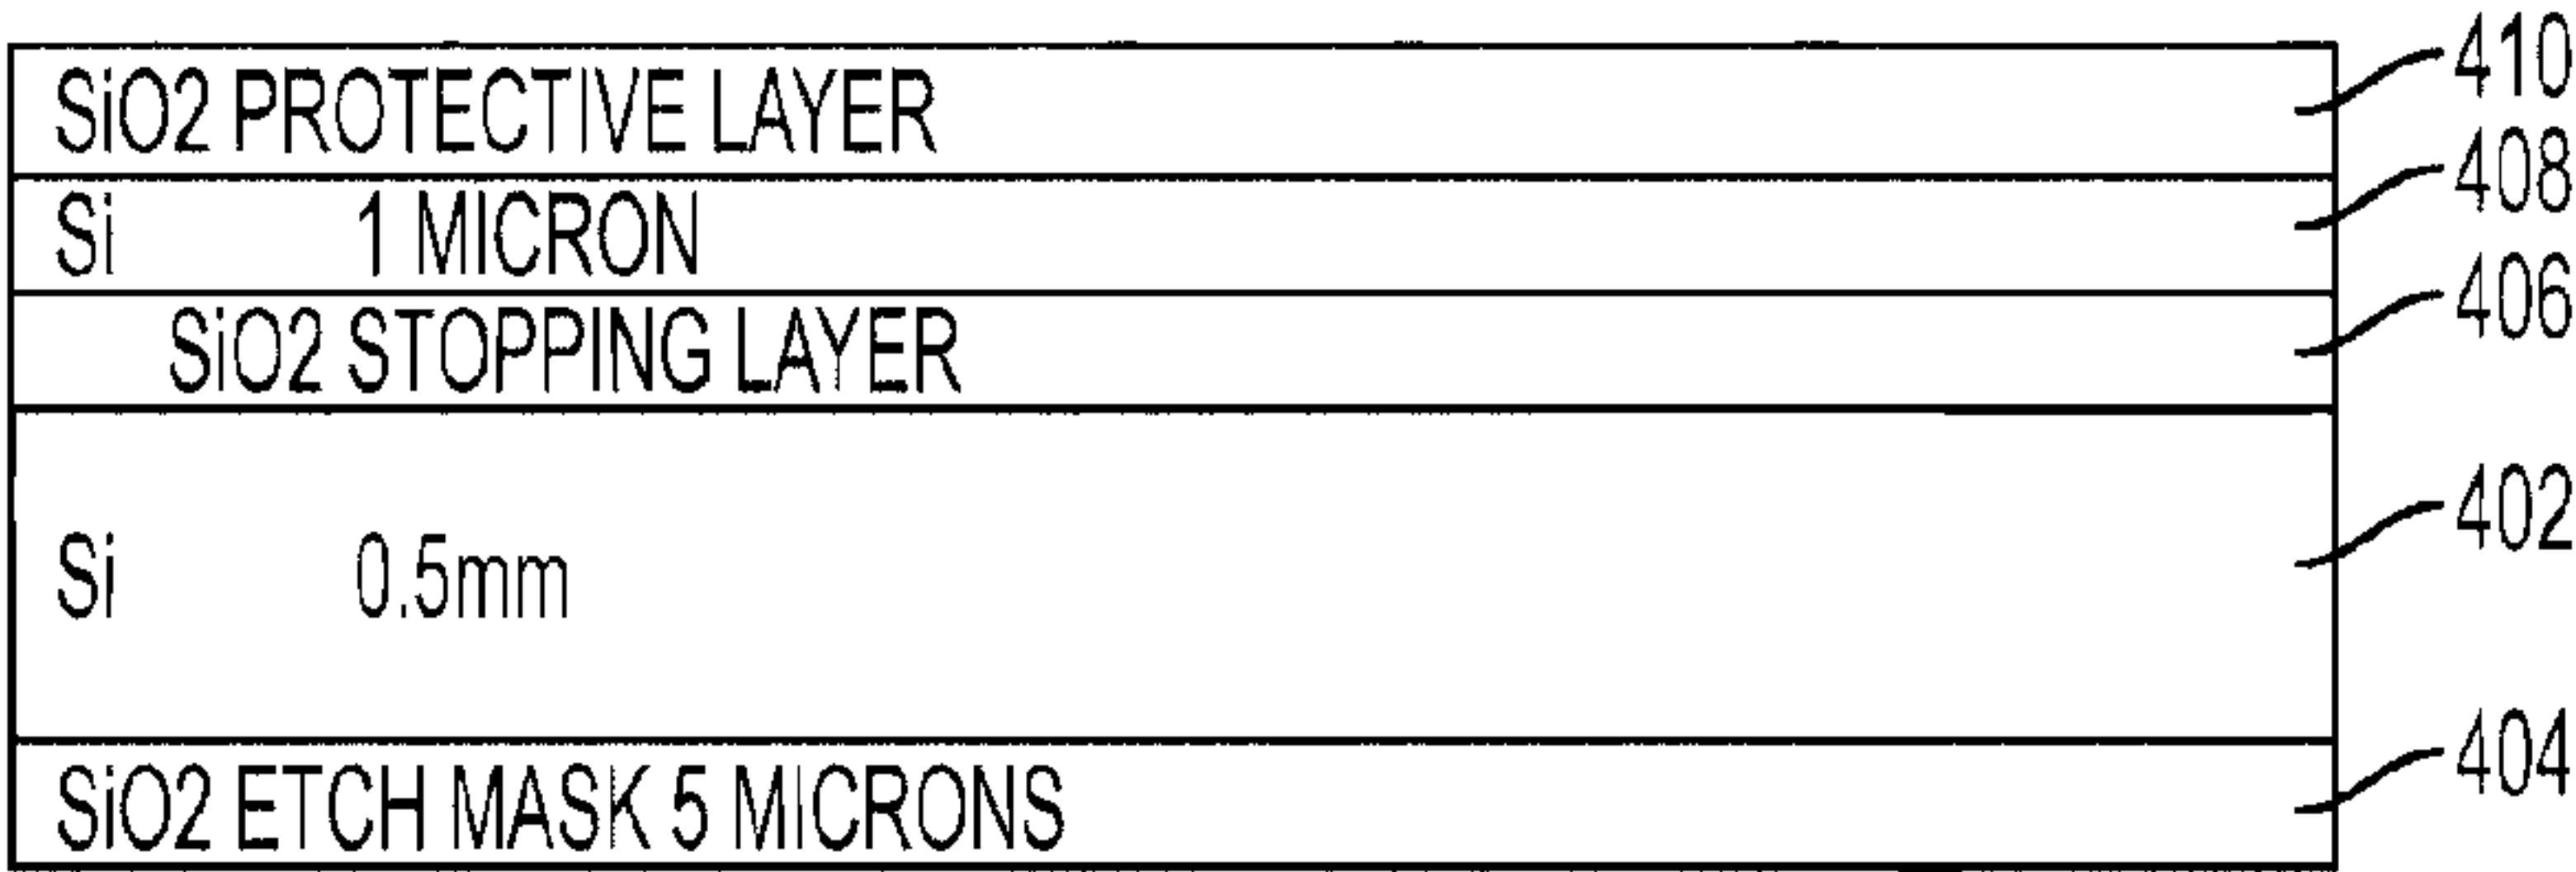 SiO2 PROTECTIVE LAYER 410
Si 1 MICRON 408
SiO2 STOPPING LAYER 406
Si 0.5mm 402
SiO2 ETCH MASK 5 MICRONS 404